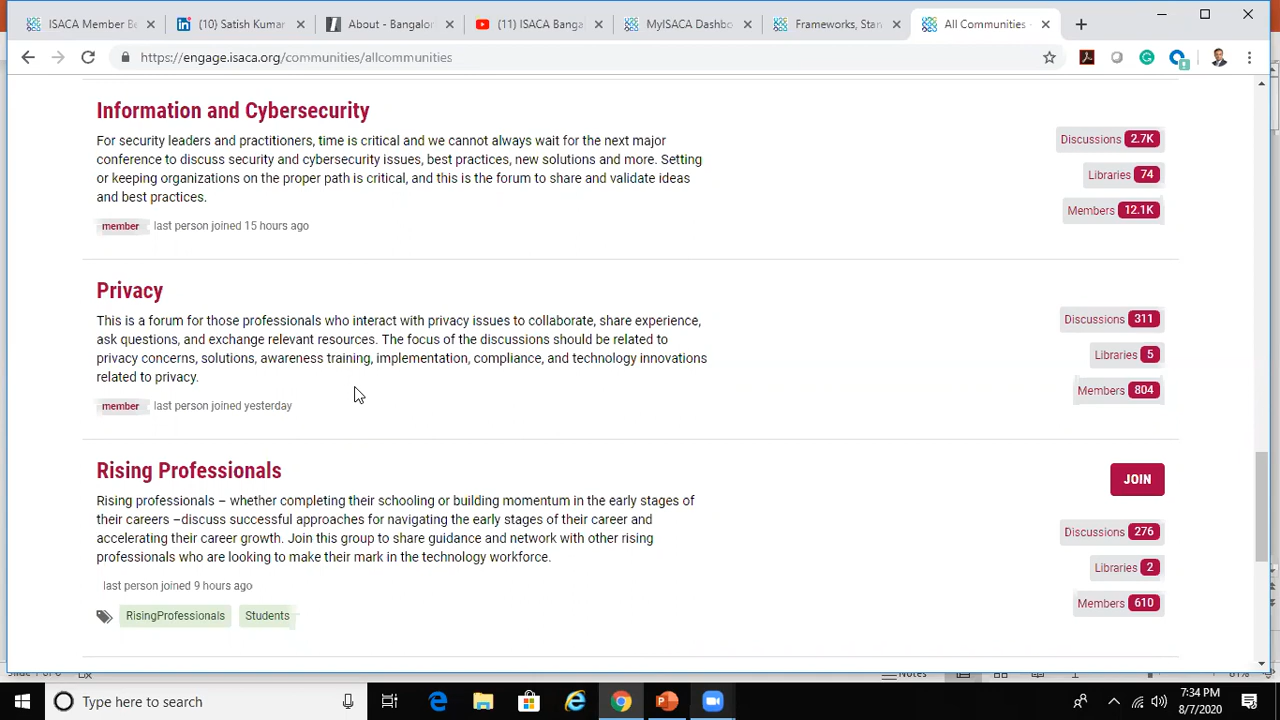 ISACA Member Be
(10) Satish Kumar
About - Bangalor
(11) ISACA Banga
MyISACA Dashbo
Frameworks, Stan
All Communities -
https://engage.isaca.org/communities/allcommunities
Information and Cybersecurity
For security leaders and practitioners, time is critical and we cannot always wait for the next major
conference to discuss security and cybersecurity issues, best practices, new solutions and more. Setting
or keeping organizations on the proper path is critical, and this is the forum to share and validate ideas
and best practices.
member last person joined 15 hours ago
Discussions 2.7K
Libraries 74
Members 12.1K
Privacy
This is a forum for those professionals who interact with privacy issues to collaborate, share experience,
ask questions, and exchange relevant resources. The focus of the discussions should be related to
privacy concerns, solutions, awareness training, implementation, compliance, and technology innovations
related to privacy.
member last person joined yesterday
Discussions 311
Libraries 5
Members 804
Rising Professionals
JOIN
Rising professionals – whether completing their schooling or building momentum in the early stages of
their careers –discuss successful approaches for navigating the early stages of their career and
accelerating their career growth. Join this group to share guidance and network with other rising
professionals who are looking to make their mark in the technology workforce.
last person joined 9 hours ago
RisingProfessionals Students
Discussions 276
Libraries 2
Members 610
Notes
Type here to search
7:34 PM
8/7/2020